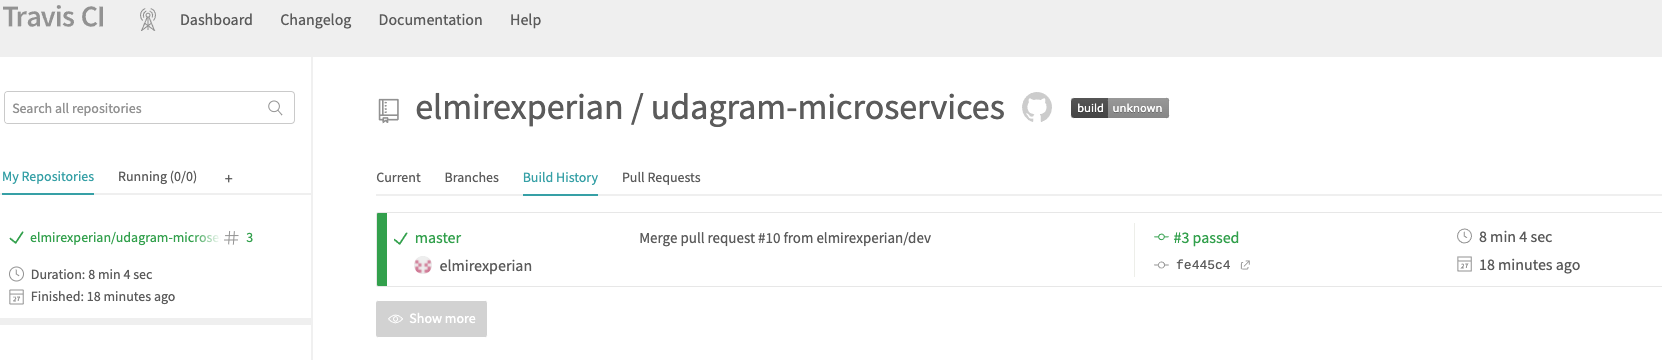 Travis CI
Dashboard Changelog Documentation Help
Search all repositories
My Repositories Running (0/0) +
elmirexperian/udagram-microse # 3
Duration: 8 min 4 sec
Finished: 18 minutes ago
elmirexperian / udagram-microservices build unknown
Current Branches Build History Pull Requests
master Merge pull request #10 from elmirexperian/dev #3 passed 8 min 4 sec
elmirexperian fe445c4 18 minutes ago
Show more